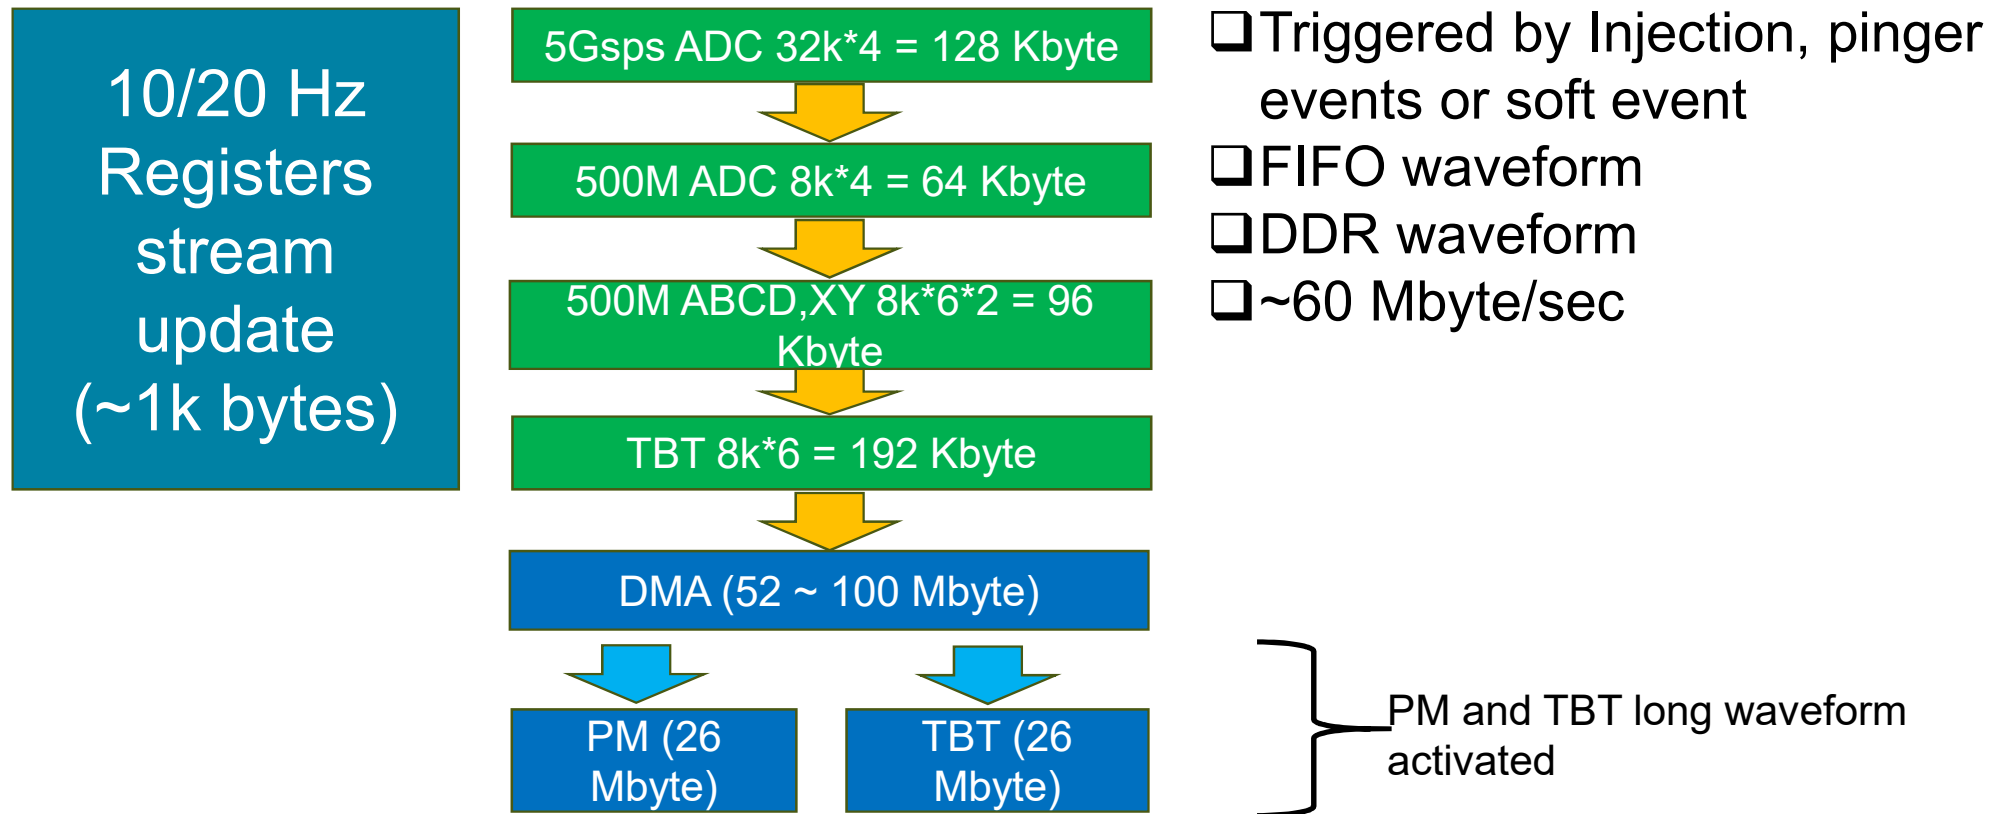 10/20 Hz
Registers
stream
update
(~1k bytes)
5Gsps ADC 32k*4 = 128 Kbyte
500M ADC 8k*4 = 64 Kbyte
500M ABCD,XY 8k*6*2 = 96
Kbyte
TBT 8k*6 = 192 Kbyte
DMA (52 ~ 100 Mbyte)
PM (26
Mbyte)
TBT (26
Mbyte)
❑Triggered by Injection, pinger
events or soft event
❑FIFO waveform
❑DDR waveform
❑~60 Mbyte/sec
PM and TBT long waveform
activated